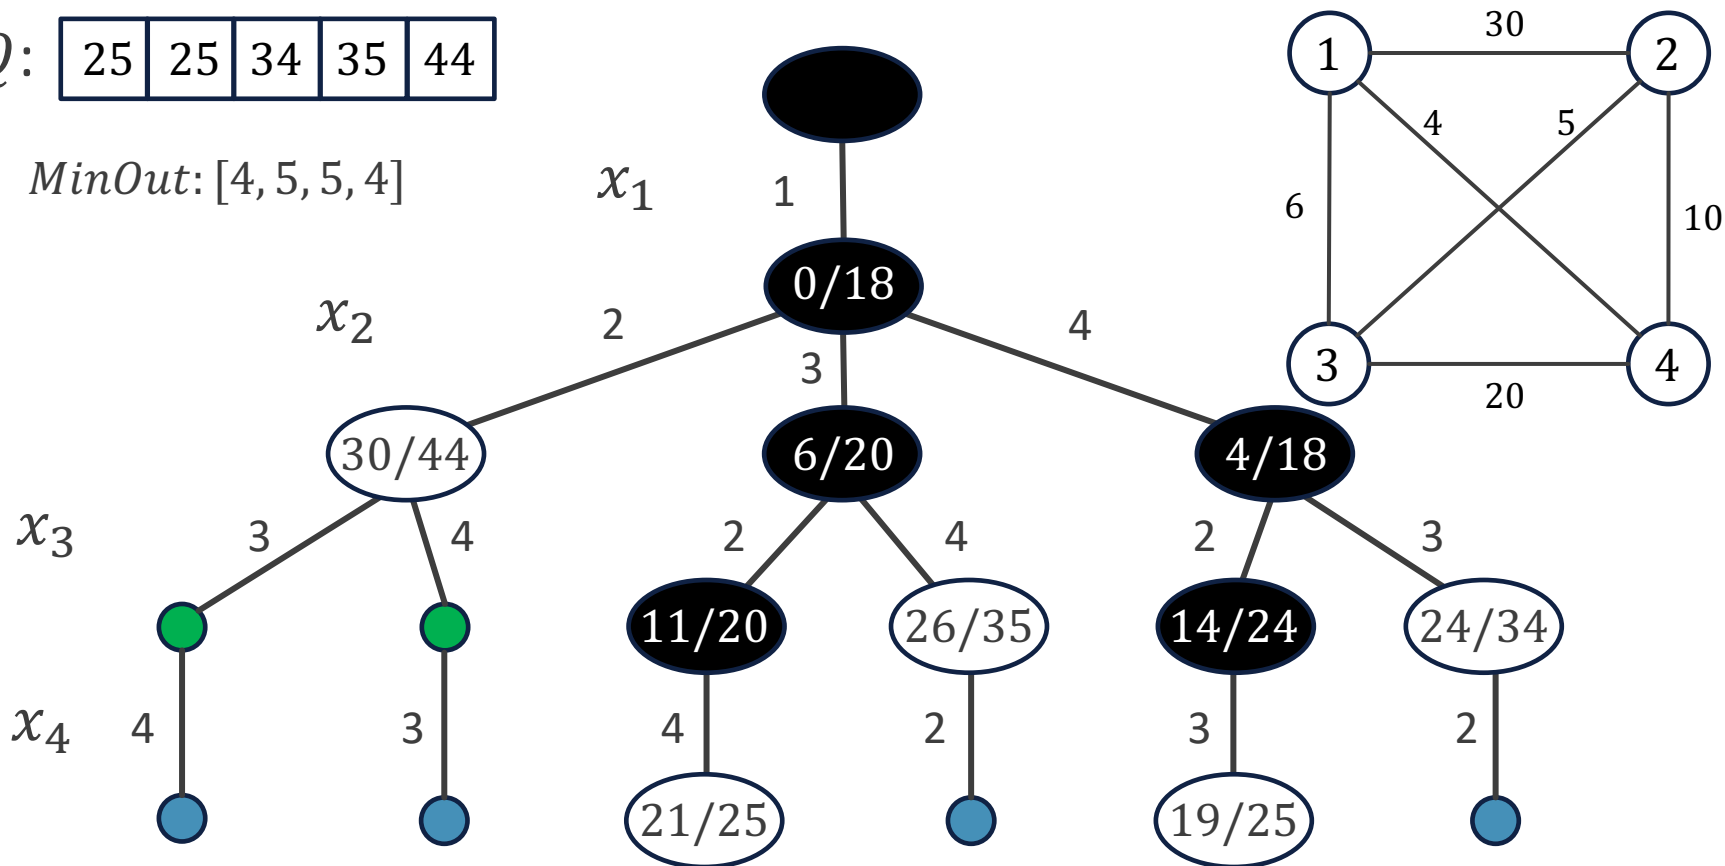 Q: 25 25 34 35 44
MinOut: [4, 5, 5, 4]
1 30 2
4 5
6 10
3 20 4
x₁ 1
0/18
x₂ 2 3 4
30/44 6/20 4/18
x₃ 3 4 2 4 2 3
11/20 26/35 14/24 24/34
x₄ 4 3 4 2 3 2
21/25 19/25